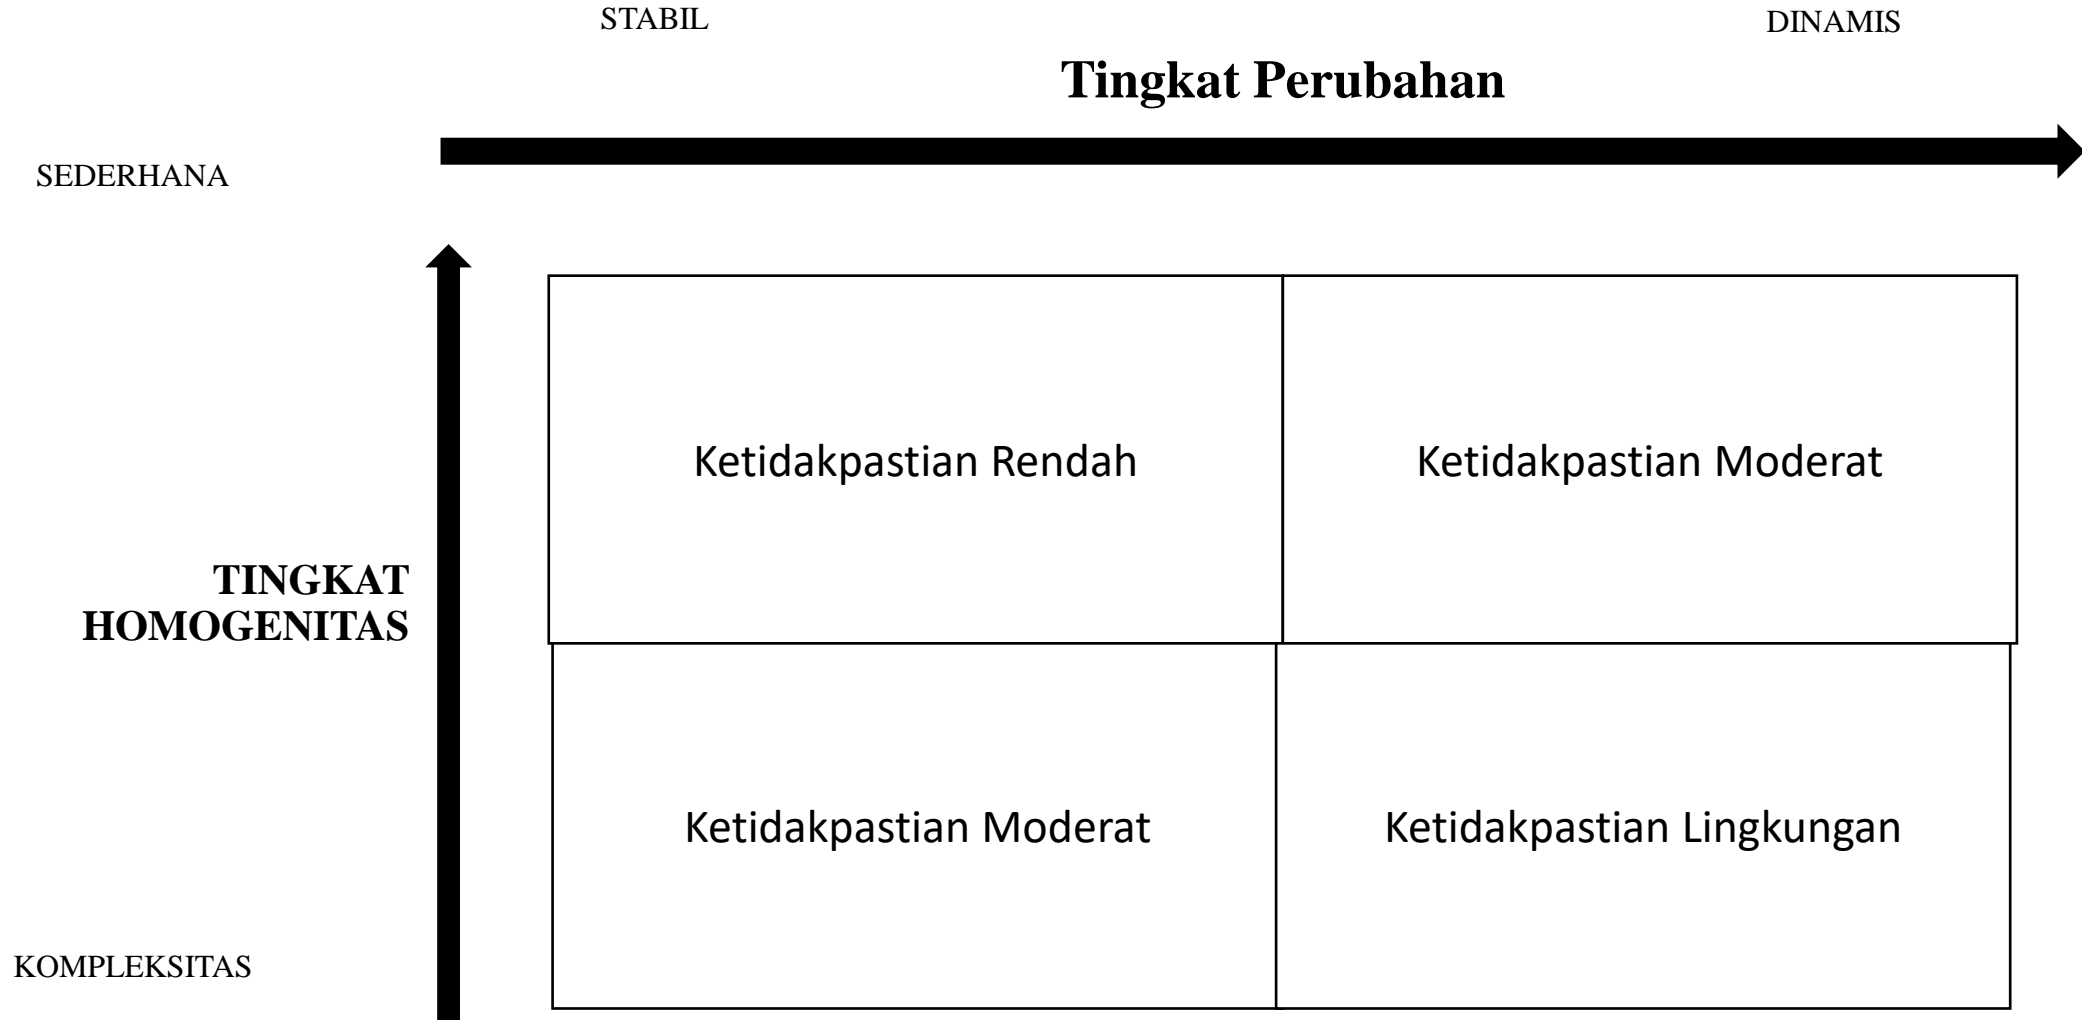 STABIL
DINAMIS
Tingkat Perubahan
SEDERHANA
Ketidakpastian Rendah
Ketidakpastian Moderat
TINGKAT
HOMOGENITAS
Ketidakpastian Moderat
Ketidakpastian Lingkungan
KOMPLEKSITAS